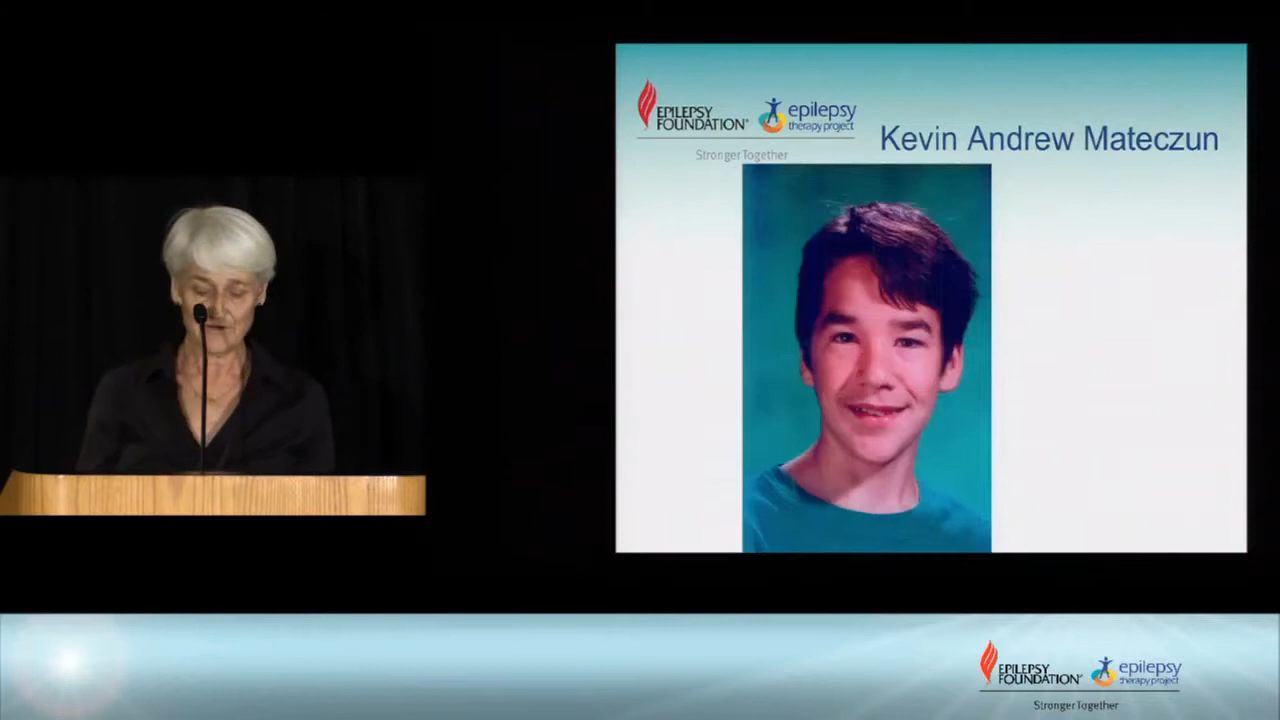 EPILEPSY
FOUNDATION®
epilepsy
therapy project
Stronger Together
Kevin Andrew Mateczun
EPILEPSY
FOUNDATION®
epilepsy
therapy project
Stronger Together